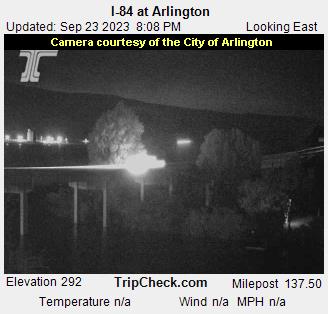 I-84 at Arlington
Updated: Sep 23 2023 8:08 PM Looking East
Camera courtesy of the City of Arlington
Elevation 292 TripCheck.com Milepost 137.50
Temperature n/a Wind n/a MPH n/a